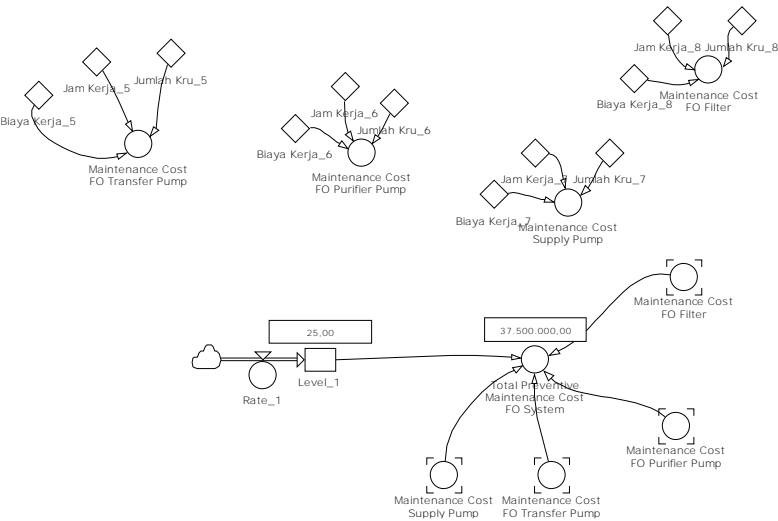 Jam Kerja_8
Jumlah Kru_8
Biaya Kerja_8
Maintenance Cost
FO Filter
Jam Kerja_5
Jumlah Kru_5
Biaya Kerja_5
Maintenance Cost
FO Transfer Pump
Jam Kerja_6
Jumlah Kru_6
Biaya Kerja_6
Maintenance Cost
FO Purifier Pump
Jam Kerja_7
Jumlah Kru_7
Biaya Kerja_7
Maintenance Cost
Supply Pump
Maintenance Cost
FO Filter
25,00
37.500.000,00
Rate_1
Level_1
Total Preventive
Maintenance Cost
FO System
Maintenance Cost
FO Purifier Pump
Maintenance Cost
Supply Pump
Maintenance Cost
FO Transfer Pump